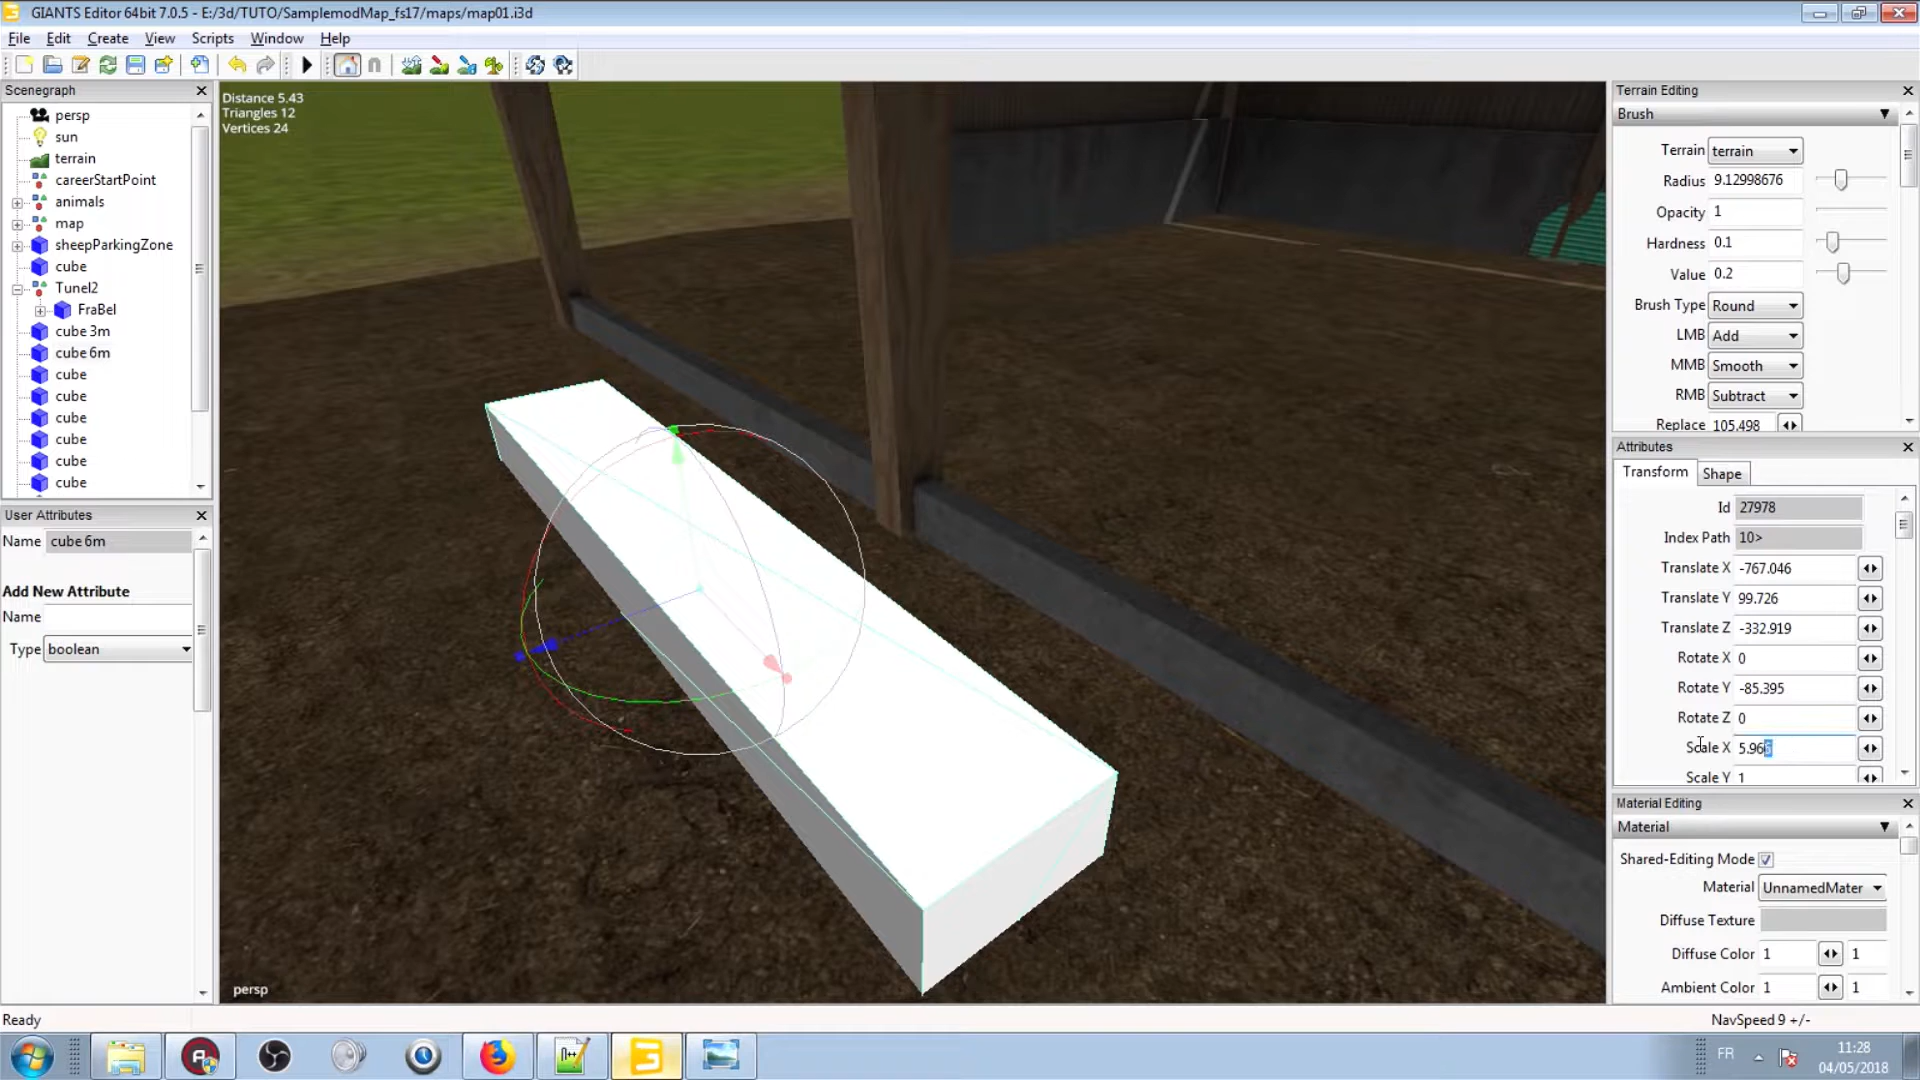 GIANTS Editor 64bit 7.0.5 - E:/3d/TUTO/SamplemodMap_fs17/maps/map01.i3d
File Edit Create View Scripts Window Help
Scenegraph
persp
sun
terrain
careerStartPoint
animals
map
sheepParkingZone
cube
Tunel2
FraBel
cube 3m
cube 6m
cube
cube
cube
cube
cube
cube
User Attributes
Name cube 6m
Add New Attribute
Name
Type boolean
Distance 5.43
Triangles 12
Vertices 24
persp
Terrain Editing
Brush
Terrain terrain
Radius 9.12998676
Opacity 1
Hardness 0.1
Value 0.2
Brush Type Round
LMB Add
MMB Smooth
RMB Subtract
Replace 105.498
Attributes
Transform Shape
Id 27978
Index Path 10>
Translate X -767.046
Translate Y 99.726
Translate Z -332.919
Rotate X 0
Rotate Y -85.395
Rotate Z 0
Scale X
Scale Y 1
Material Editing
Material
Shared-Editing Mode
Material UnnamedMater
Diffuse Texture
Diffuse Color 1 1
Ambient Color 1 1
Ready
NavSpeed 9 +/-
FR
11:28
04/05/2018